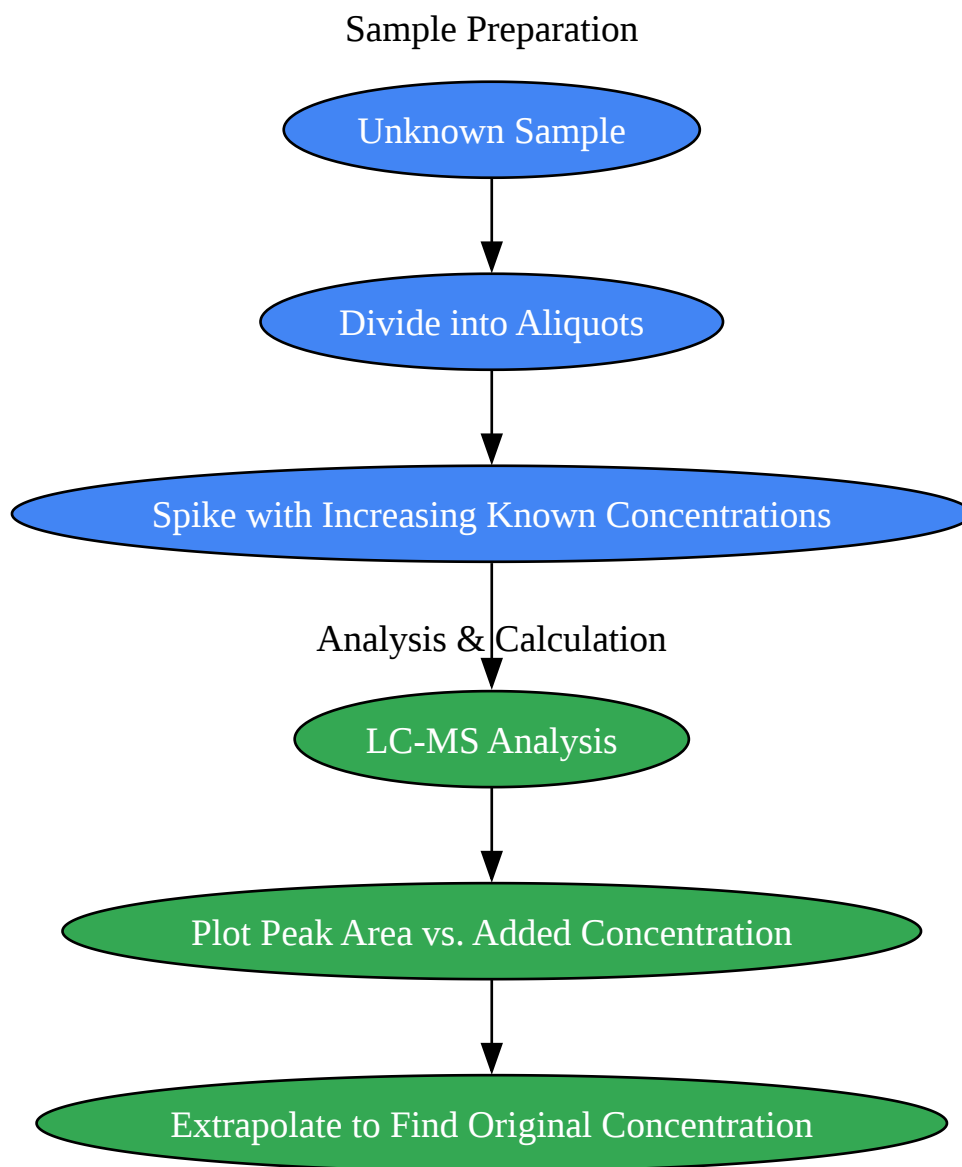 Sample Preparation
Unknown Sample
Divide into Aliquots
Spike with Increasing Known Concentrations
Analysis & Calculation
LC-MS Analysis
Plot Peak Area vs. Added Concentration
Extrapolate to Find Original Concentration